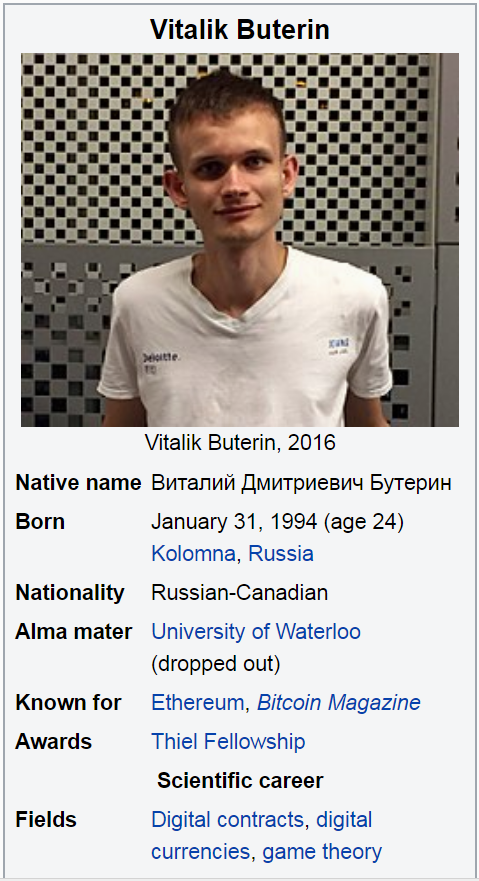 Vitalik Buterin
Deloitte.
Vitalik Buterin, 2016
Native name Виталий Дмитриевич Бутерин
Born January 31, 1994 (age 24)
Kolomna, Russia
Nationality Russian-Canadian
Alma mater University of Waterloo
(dropped out)
Known for Ethereum, Bitcoin Magazine
Awards Thiel Fellowship
Scientific career
Fields Digital contracts, digital
currencies, game theory